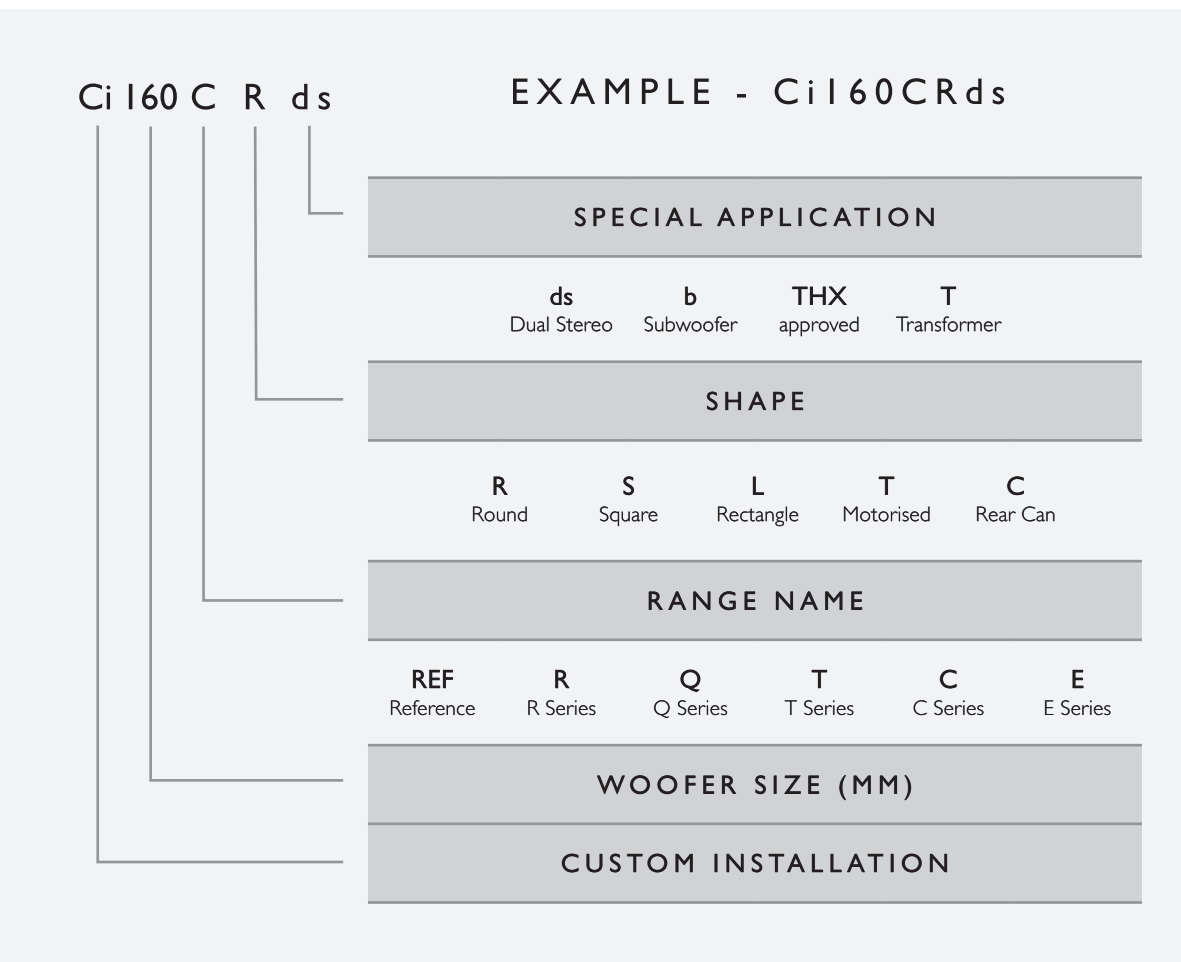 Ci 160 C R ds
EXAMPLE - Ci160CRds
SPECIAL APPLICATION
ds b THX T
Dual Stereo Subwoofer approved Transformer
SHAPE
R S L T C
Round Square Rectangle Motorised Rear Can
RANGE NAME
REF R Q T C E
Reference R Series Q Series T Series C Series E Series
WOOFER SIZE (MM)
CUSTOM INSTALLATION